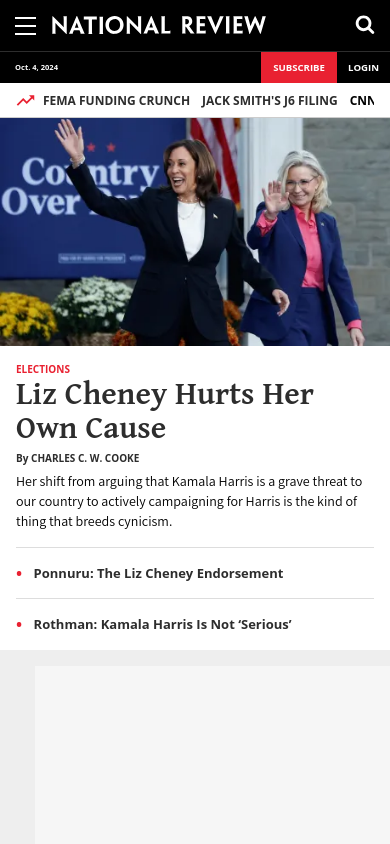 NATIONAL REVIEW
Oct. 4, 2024
SUBSCRIBE
LOGIN
FEMA FUNDING CRUNCH JACK SMITH'S J6 FILING CNN
Country
Over
ELECTIONS
Liz Cheney Hurts Her
Own Cause
By CHARLES C. W. COOKE
Her shift from arguing that Kamala Harris is a grave threat to
our country to actively campaigning for Harris is the kind of
thing that breeds cynicism.
Ponnuru: The Liz Cheney Endorsement
Rothman: Kamala Harris Is Not ‘Serious’